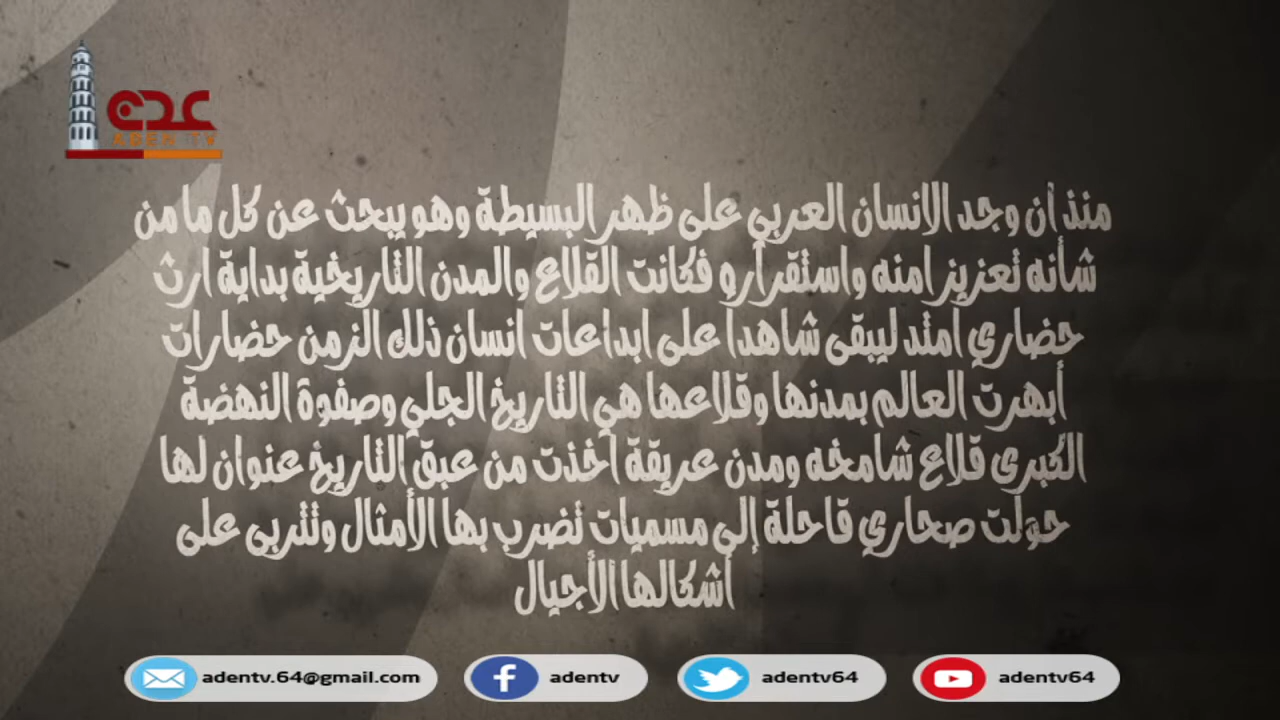 عدن
ADEN TV
منذ أن وجد الانسان العربي على ظهر البسيطة وهو يبحث عن كل ما من
شأنه تعزيز امنه واستقراره فكانت القلاع والمدن التاريخية بداية ارث
حضاري امتد ليبقى شاهدا على ابداعات انسان ذلك الزمن حضارات
أبهرت العالم بمدنها وقلاعها هي التاريخ الجلي وصفوة النهضة
الكبرى قلاع شامخه ومدن عريقة أخذت من عبق التاريخ عنوان لها
حولت صحاري قاحلة إلى مسميات تضرب بها الأمثال وتتربى على
أشكالها الأجيال
adentv.64@gmail.com adentv adentv64 adentv64